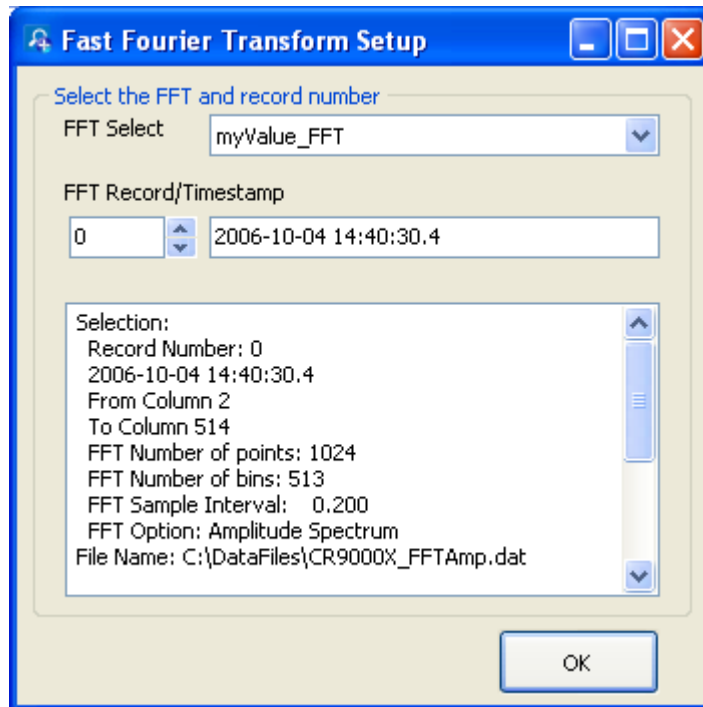 Fast Fourier Transform Setup
Select the FFT and record number
FFT Select
myValue_FFT
FFT Record/Timestamp
0
2006-10-04 14:40:30.4
Selection:
Record Number: 0
2006-10-04 14:40:30.4
From Column 2
To Column 514
FFT Number of points: 1024
FFT Number of bins: 513
FFT Sample Interval: 0.200
FFT Option: Amplitude Spectrum
File Name: C:\DataFiles\CR9000X_FFTAmp.dat
OK